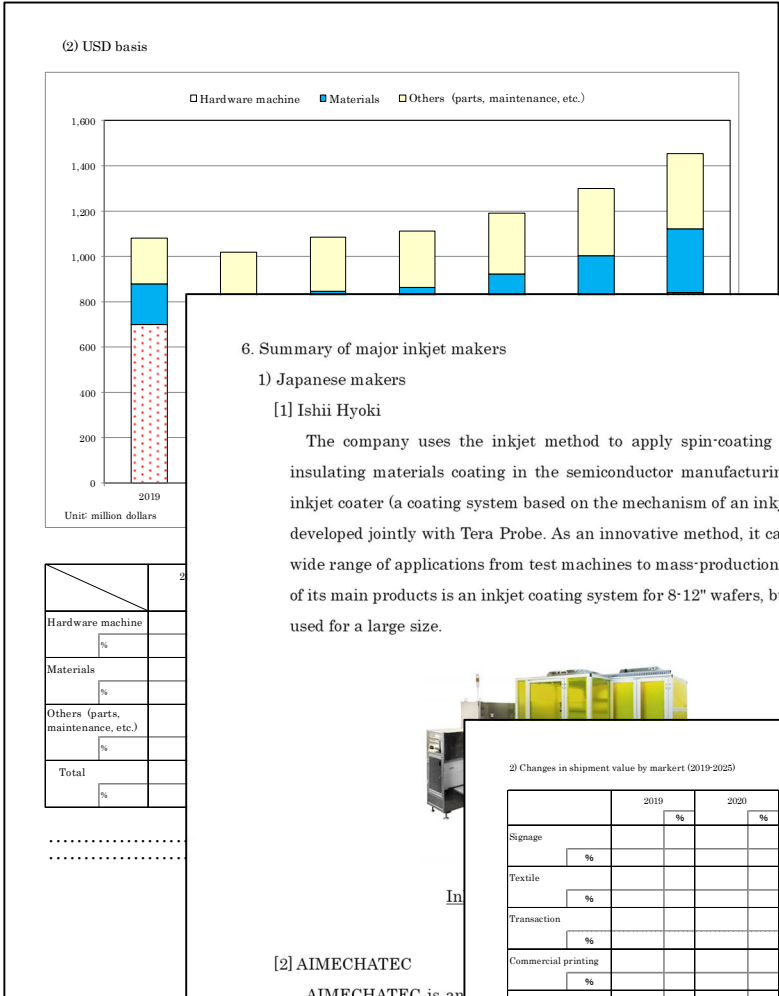 (2) USD basis
Hardware machine Materials Others (parts, maintenance, etc.)
1,600
1,400
1,200
1,000
800
600
400
200
0
2019
Unit: million dollars
Hardware machine
%
Materials
%
Others (parts,
maintenance, etc.)
%
Total
%
6. Summary of major inkjet makers
1) Japanese makers
[1] Ishii Hyoki
The company uses the inkjet method to apply spin-coating
insulating materials coating in the semiconductor
inkjet coater (a coating system based on the mechanism of an
developed jointly with Tera Probe. As an innovative method, it
wide range of applications from test machines to mass-production
of its main products is an inkjet coating system for 8-12" wafers,
used for a large size.
[2] AIMECHATEC
AIMECHATEC is
2) Changes in shipment value by markert (2019-2025)
2019 2020
% %
Signage
%
Textile
%
Transaction
%
Commercial printing
%